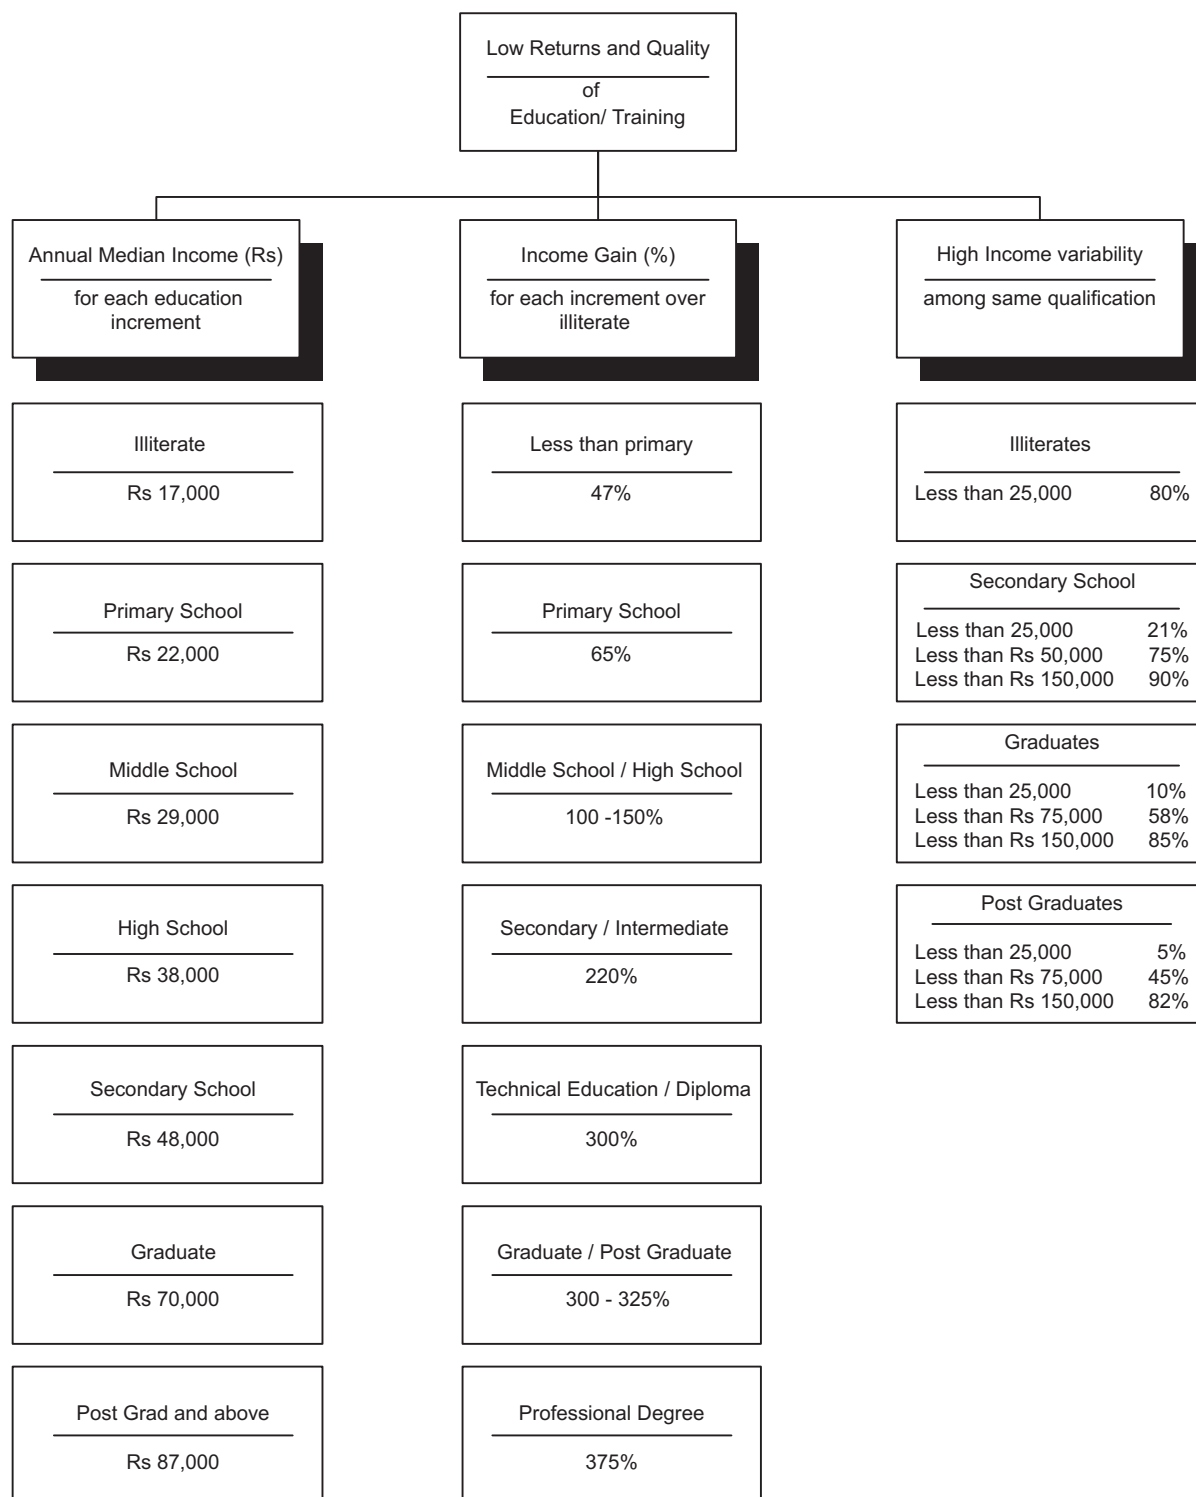 Low Returns and Quality
of
Education/ Training
Annual Median Income (Rs)
for each education
increment
Illiterate
Rs 17,000
Primary School
Rs 22,000
Middle School
Rs 29,000
High School
Rs 38,000
Secondary School
Rs 48,000
Graduate
Rs 70,000
Post Grad and above
Rs 87,000
Income Gain (%)
for each increment over
illiterate
Less than primary
47%
Primary School
65%
Middle School / High School
100 -150%
Secondary / Intermediate
220%
Technical Education / Diploma
300%
Graduate / Post Graduate
300 - 325%
Professional Degree
375%
High Income variability
among same qualification
Illiterates
Less than 25,000 80%
Secondary School
Less than 25,000 21%
Less than Rs 50,000 75%
Less than Rs 150,000 90%
Graduates
Less than 25,000 10%
Less than Rs 75,000 58%
Less than Rs 150,000 85%
Post Graduates
Less than 25,000 5%
Less than Rs 75,000 45%
Less than Rs 150,000 82%